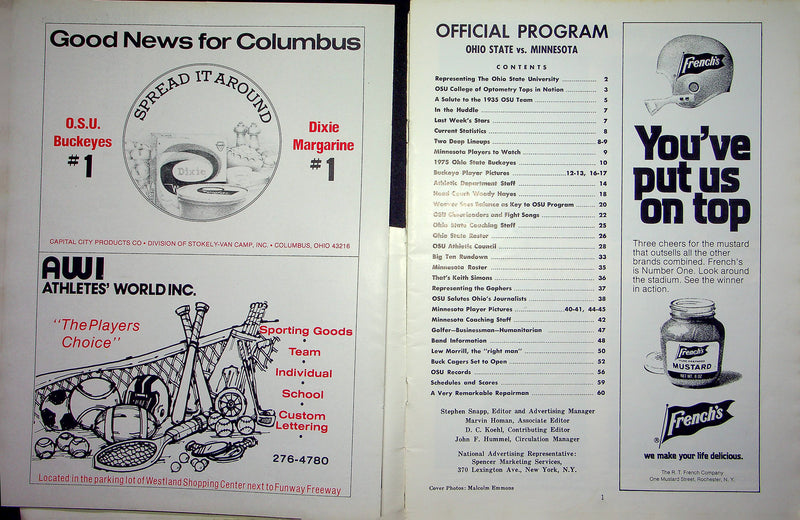 Good News for Columbus
SPREAD IT AROUND
O.S.U.
Buckeyes
#1
Dixie
Dixie
Margarine
#1
CAPITAL CITY PRODUCTS CO • DIVISION OF STOKELY-VAN CAMP, INC. • COLUMBUS, OHIO 43216
AWI
ATHLETES' WORLD INC.
"The Players
Choice"
Sporting Goods
•
Team
•
Individual
•
School
•
Custom
Lettering
•
276-4780
Located in the parking lot of Westland Shopping Center next to Funway Freeway
OFFICIAL PROGRAM
OHIO STATE vs. MINNESOTA
CONTENTS
Representing The Ohio State University 2
OSU College of Optometry Tops in Nation 3
A Salute to the 1935 OSU Team 5
In the Huddle 7
Last Week's Stars 7
Current Statistics 8
Two Deep Lineups 8-9
Minnesota Players to Watch 9
1975 Ohio State Buckeyes 10
Buckeye Player Pictures 12-13, 16-17
Athletic Department Staff 14
Head Coach Woody Hayes 18
Weaver Sees Balance as Key to OSU Program 20
OSU Cheerleaders and Fight Songs 22
Ohio State Coaching Staff 25
Ohio State Roster 26
OSU Athletic Council 28
Big Ten Rundown 33
Minnesota Roster 35
That's Keith Simons 36
Representing the Gophers 37
OSU Salutes Ohio's Journalists 38
Minnesota Player Pictures 40-41, 44-45
Minnesota Coaching Staff 42
Golfer—Businessman—Humanitarian 47
Band Information 48
Lew Morrill, the "right man" 50
Buck Cagers Set to Open 52
OSU Records 56
Schedules and Scores 59
A Very Remarkable Repairman 60
Stephen Snapp, Editor and Advertising Manager
Marvin Homan, Associate Editor
D. C. Koehl, Contributing Editor
John F. Hummel, Circulation Manager
National Advertising Representative:
Spencer Marketing Services,
370 Lexington Ave., New York, N.Y.
Cover Photos: Malcolm Emmons
1
French's
You've
put us
on top
Three cheers for the mustard
that outsells all the other
brands combined. French's
is Number One. Look around
the stadium. See the winner
in action.
French's
MUSTARD
NET WT. 6 OZ.
French's
®
we make your life delicious.
The R. T. French Company
One Mustard Street, Rochester, N.Y.